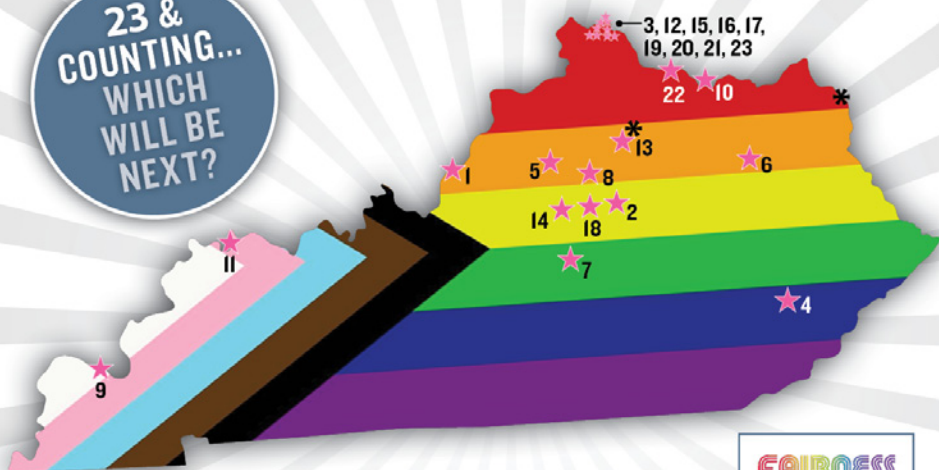 23 &
COUNTING...
WHICH
WILL BE
NEXT?
3, 12, 15, 16, 17,
19, 20, 21, 23
22
10
*
*
13
1
5
8
6
14
18
2
11
7
4
9
FAIRNESS